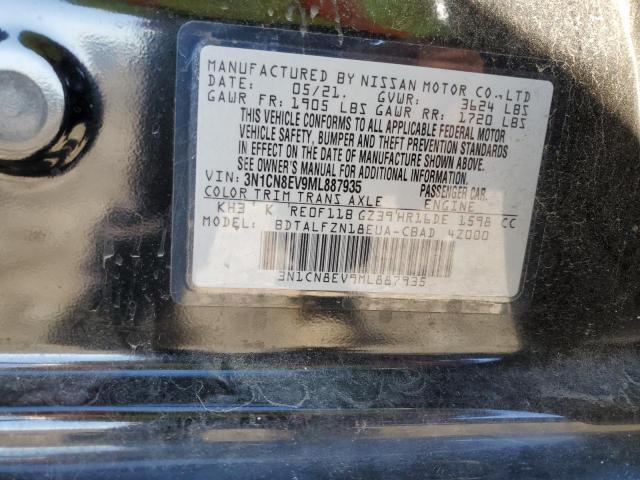 MANUFACTURED BY NISSAN MOTOR CO.,LTD
DATE: 05/21. GVWR: 3624 LBS
GAWR FR: 1905 LBS GAWR RR: 1720 LBS
THIS VEHICLE CONFORMS TO ALL APPLICABLE FEDERAL MOTOR
VEHICLE SAFETY, BUMPER AND THEFT PREVENTION STANDARDS
IN EFFECT ON THE DATE OF MANUFACTURE SHOWN ABOVE.
SEE OWNER'S MANUAL FOR ADDITIONAL INFORMATION.
VIN: 3N1CN8EV9ML887935 PASSENGER CAR.
COLOR TRIM TRANS AXLE ENGINE
KH3 K RE0F11B GZ39 HR16DE 1598 CC
MODEL: BDTALFZN18EUA-CBAD 4Z000
3N1CN8EV9ML887935